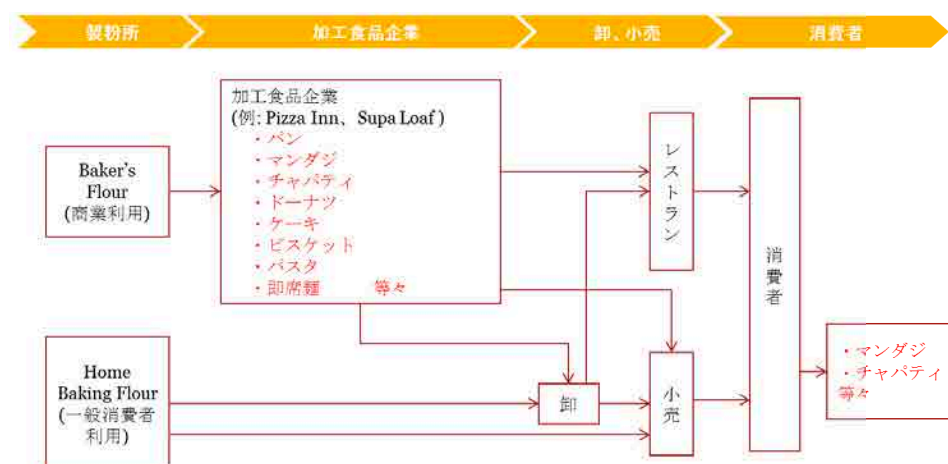 製粉所
加工食品企業
卸、小売
消費者
加工食品企業
(例: Pizza Inn、Supa Loaf )
・パン
・マンダジ
・チャパティ
・ドーナツ
・ケーキ
・ビスケット
・パスタ
・即席麺 等々
Baker's
Flour
(商業利用)
レストラン
消費者
Home
Baking Flour
(一般消費者
利用)
卸
小売
・マンダジ
・チャパティ
等々